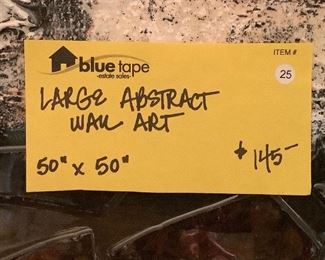 blue tape
-estate sales-
ITEM #
25
LARGE ABSTRACT
WALL ART
50" x 50"
$145-